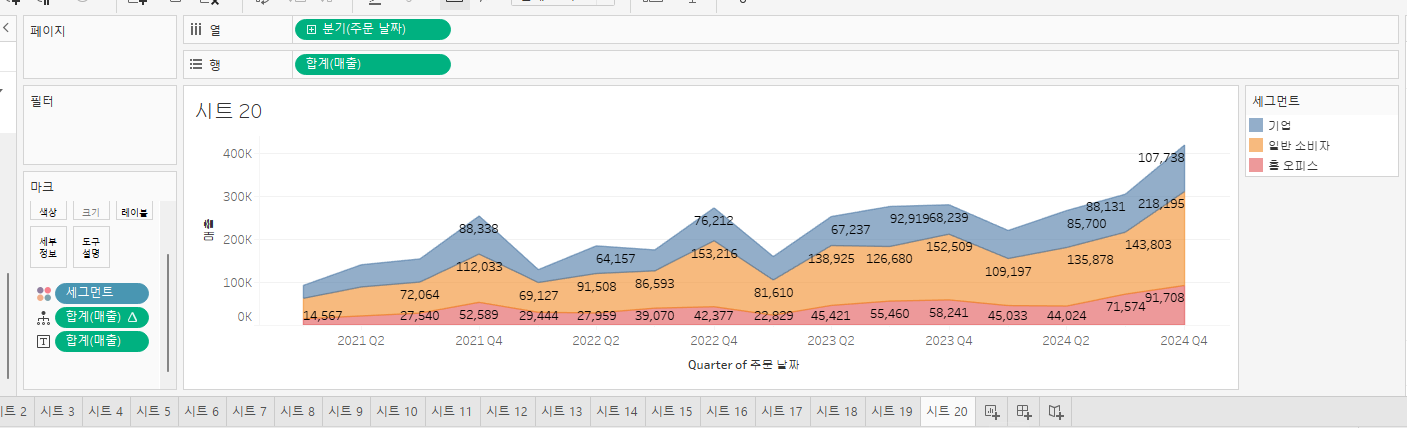 페이지
iii 열
분기(주문 날짜)
행
합계(매출)
필터
마크
색상
크기
레이블
세부
정보
도구
설명
세그먼트
합계(매출) Δ
T 합계(매출)
시트 20
400K
300K
200K
100K
0K
매출
107,738
88,338
76,212
92,919
68,239
88,131
218,195
64,157
67,237
85,700
112,033
153,216
138,925
126,680
152,509
135,878
143,803
72,064
69,127
91,508
86,593
81,610
109,197
14,567
27,540
52,589
29,444
27,959
39,070
42,377
22,829
45,421
55,460
58,241
45,033
44,024
71,574
91,708
2021 Q2
2021 Q4
2022 Q2
2022 Q4
2023 Q2
2023 Q4
2024 Q2
2024 Q4
Quarter of 주문 날짜
세그먼트
기업
일반 소비자
홈 오피스
시트 2 시트 3 시트 4 시트 5 시트 6 시트 7 시트 8 시트 9 시트 10 시트 11 시트 12 시트 13 시트 14 시트 15 시트 16 시트 17 시트 18 시트 19 시트 20